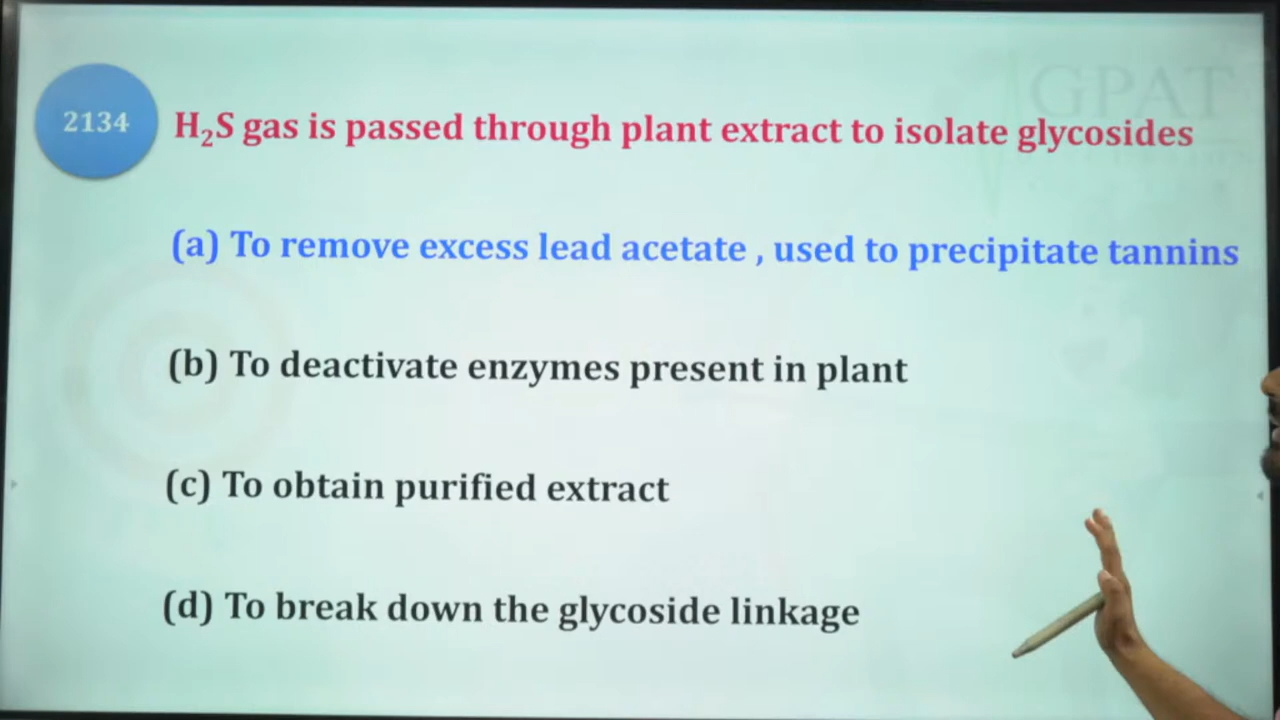 GPAT
2134
H₂S gas is passed through plant extract to isolate glycosides
(a) To remove excess lead acetate , used to precipitate tannins
(b) To deactivate enzymes present in plant
(c) To obtain purified extract
(d) To break down the glycoside linkage